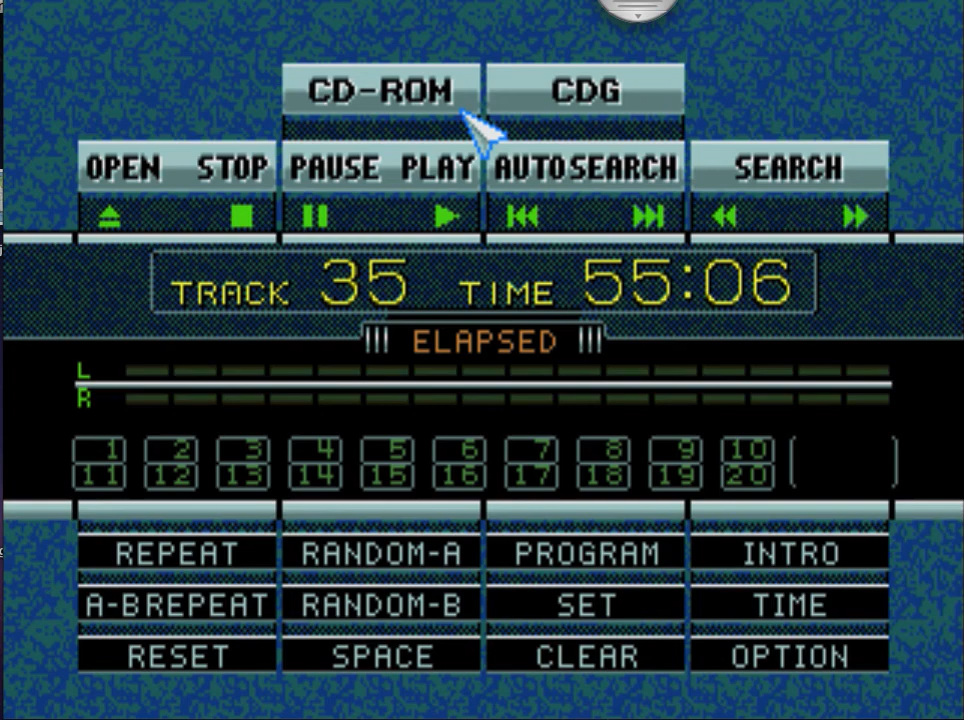 CD-ROM CDG
OPEN STOP PAUSE PLAY AUTOSEARCH SEARCH
TRACK 35 TIME 55:06
ELAPSED
L
R
1 2 3 4 5 6 7 8 9 10
11 12 13 14 15 16 17 18 19 20
REPEAT RANDOM-A PROGRAM INTRO
A-BREPEAT RANDOM-B SET TIME
RESET SPACE CLEAR OPTION